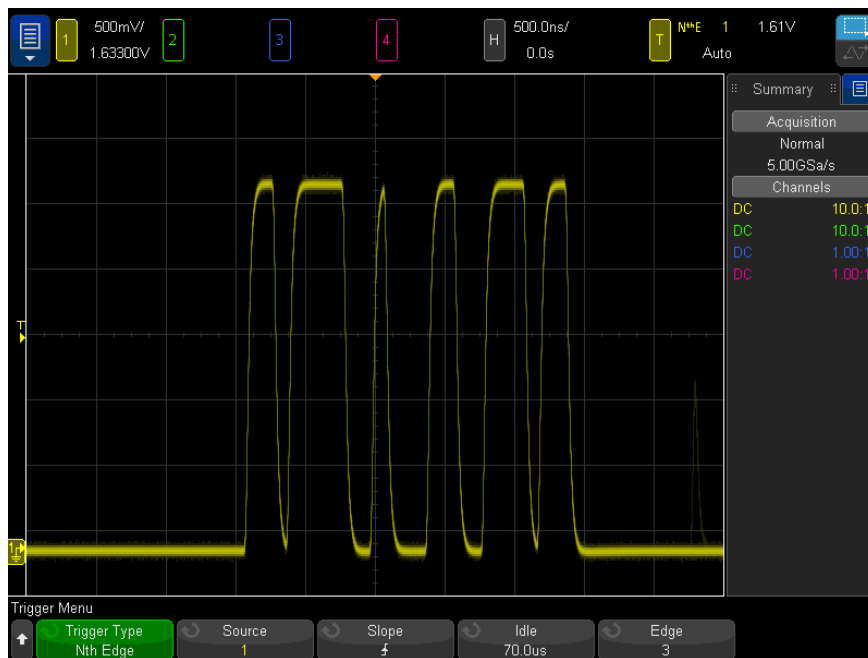 500mV/
1 1.63300V 2 3 4
H 500.0ns/
0.0s
T NthE 1 1.61V
Auto
Summary
Acquisition
Normal
5.00GSa/s
Channels
DC 10.0:1
DC 10.0:1
DC 1.00:1
DC 1.00:1
T
1
Trigger Menu
Trigger Type Source Slope Idle Edge
Nth Edge 1 70.0us 3